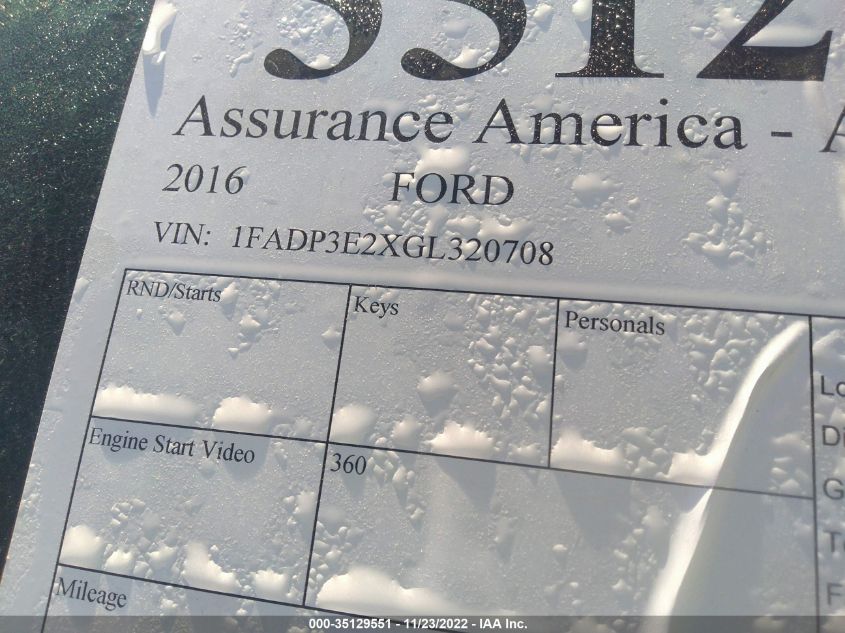 Assurance America -
2016 FORD
VIN: 1FADP3E2XGL320708
RND/Starts Keys Personals
Engine Start Video 360
Mileage
000-35129551 - 11/23/2022 - IAA Inc.